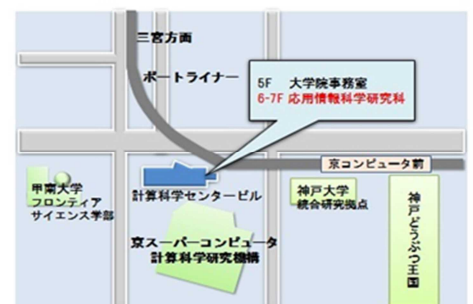 三宮方面
ポートライナー
5F 大学院事務室
6-7F 応用情報科学研究科
京コンピュータ前
甲南大学
フロンティア
サイエンス学部
計算科学センタービル
神戸大学
統合研究拠点
神戸どうぶつ王国
京スーパーコンピュータ
計算科学研究機構